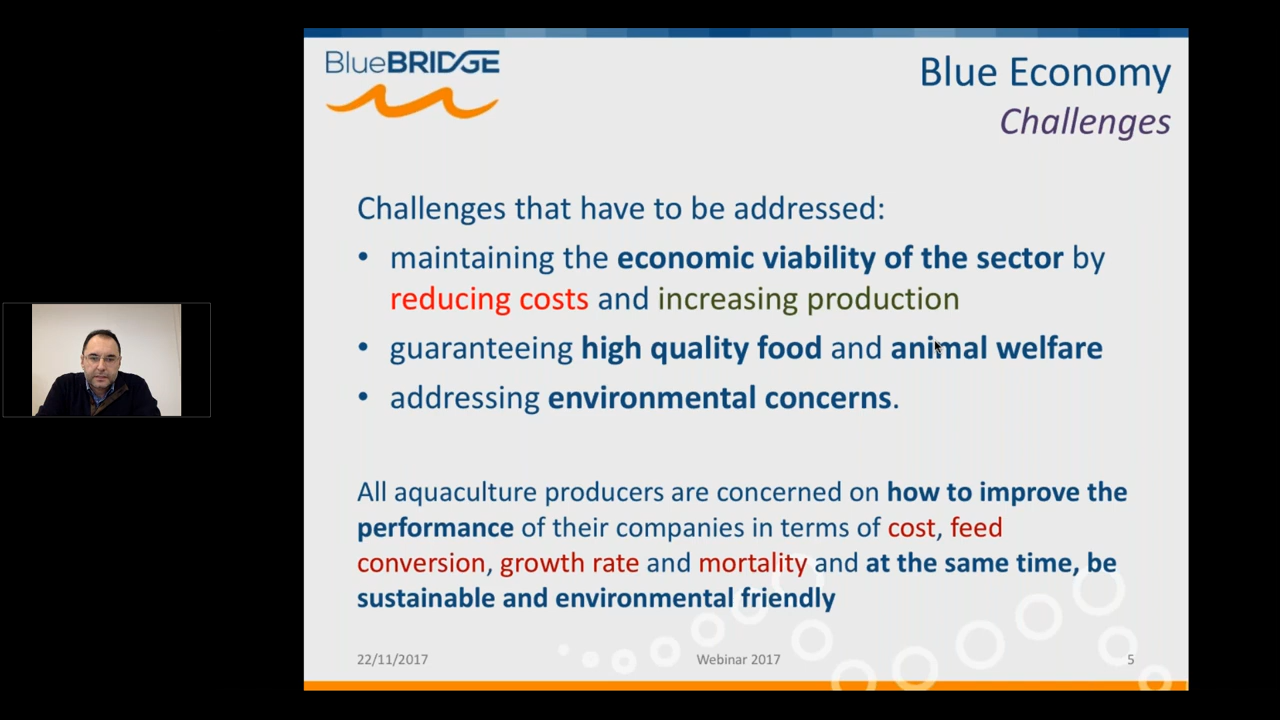 BlueBRIDGE
Blue Economy
Challenges
Challenges that have to be addressed:
• maintaining the economic viability of the sector by
reducing costs and increasing production
• guaranteeing high quality food and animal welfare
• addressing environmental concerns.
All aquaculture producers are concerned on how to improve the
performance of their companies in terms of cost, feed
conversion, growth rate and mortality and at the same time, be
sustainable and environmental friendly
22/11/2017 Webinar 2017 5